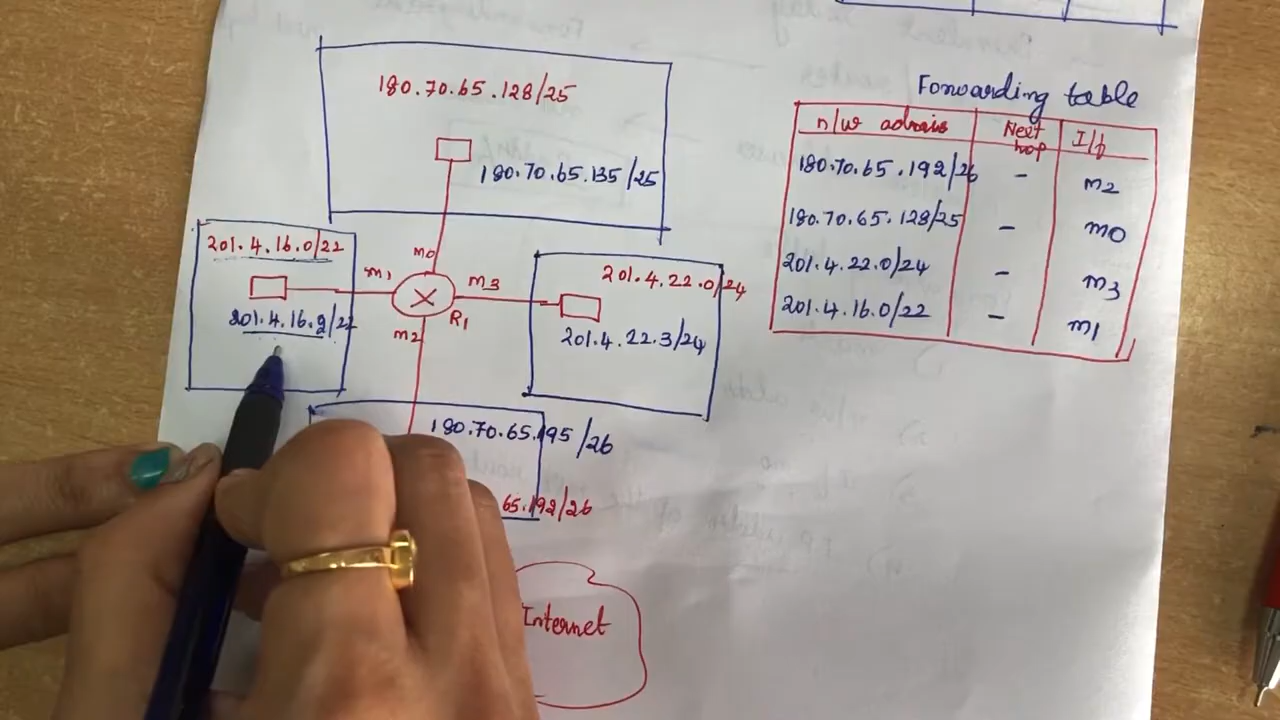 180.70.65.128/25
180.70.65.135/25
201.4.16.0/22
m0
m1
m3
201.4.22.0/24
201.4.16.2/22
R1
m2
201.4.22.3/24
180.70.65.195/26
65.192/26
Internet
Forwarding table
n/w Next hop I/f
180.70.65.192/26 - m2
180.70.65.128/25 - m0
201.4.22.0/24 - m3
201.4.16.0/22 - m1